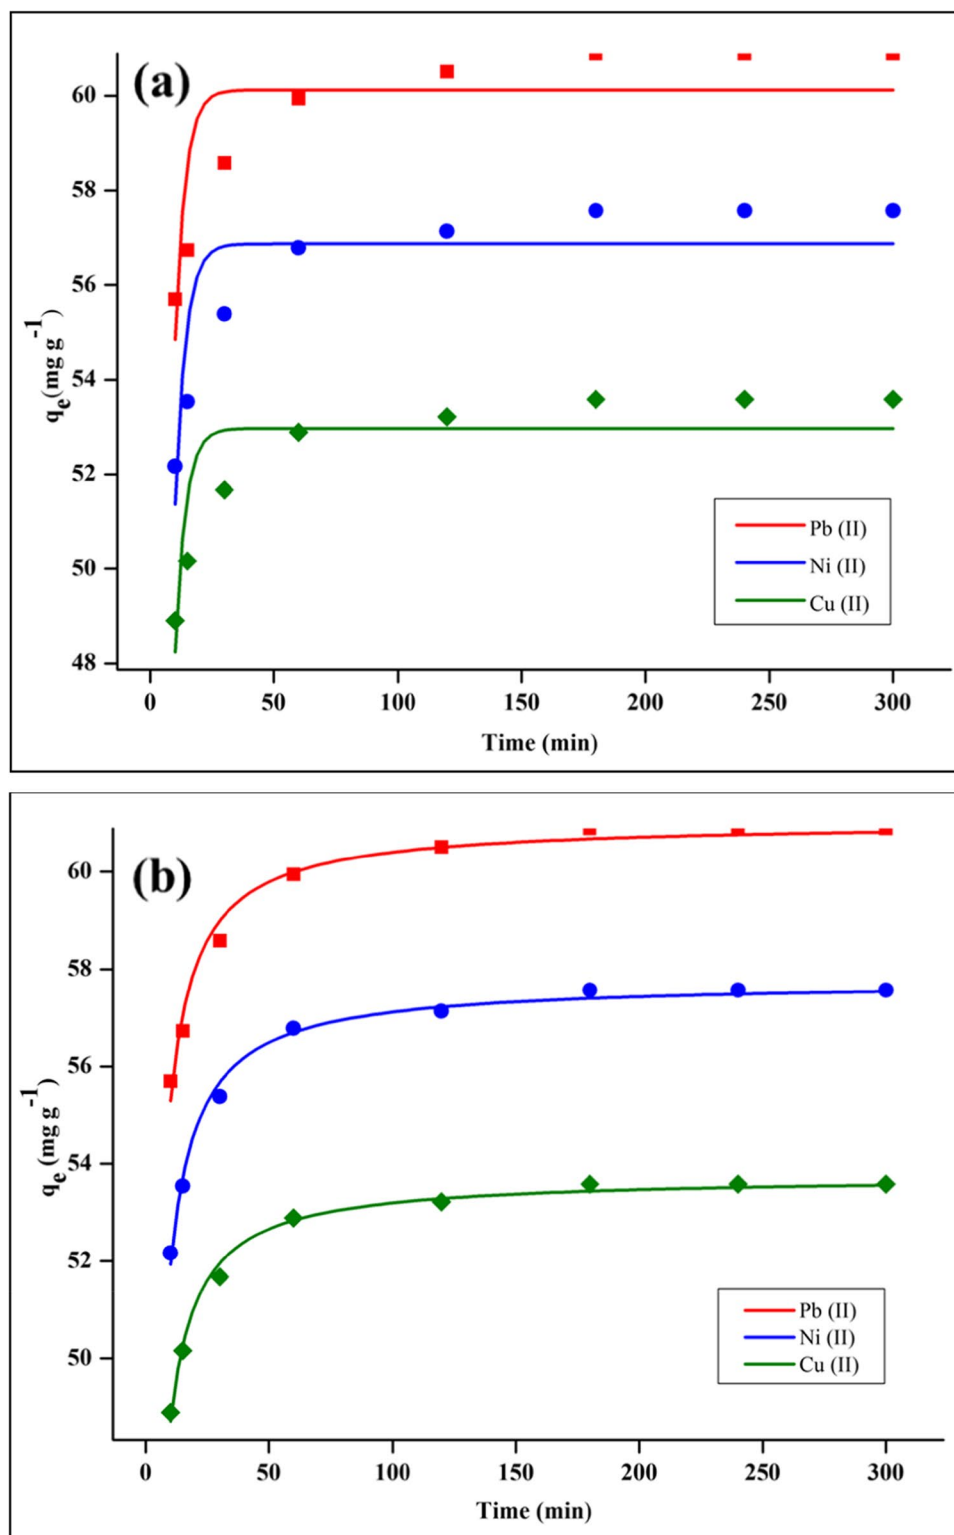 (a)
60
58
56
54
52
50
48
qe (mg g-1)
Pb (II)
Ni (II)
Cu (II)
0 50 100 150 200 250 300
Time (min)
(b)
60
58
56
54
52
50
qe (mg g-1)
Pb (II)
Ni (II)
Cu (II)
0 50 100 150 200 250 300
Time (min)